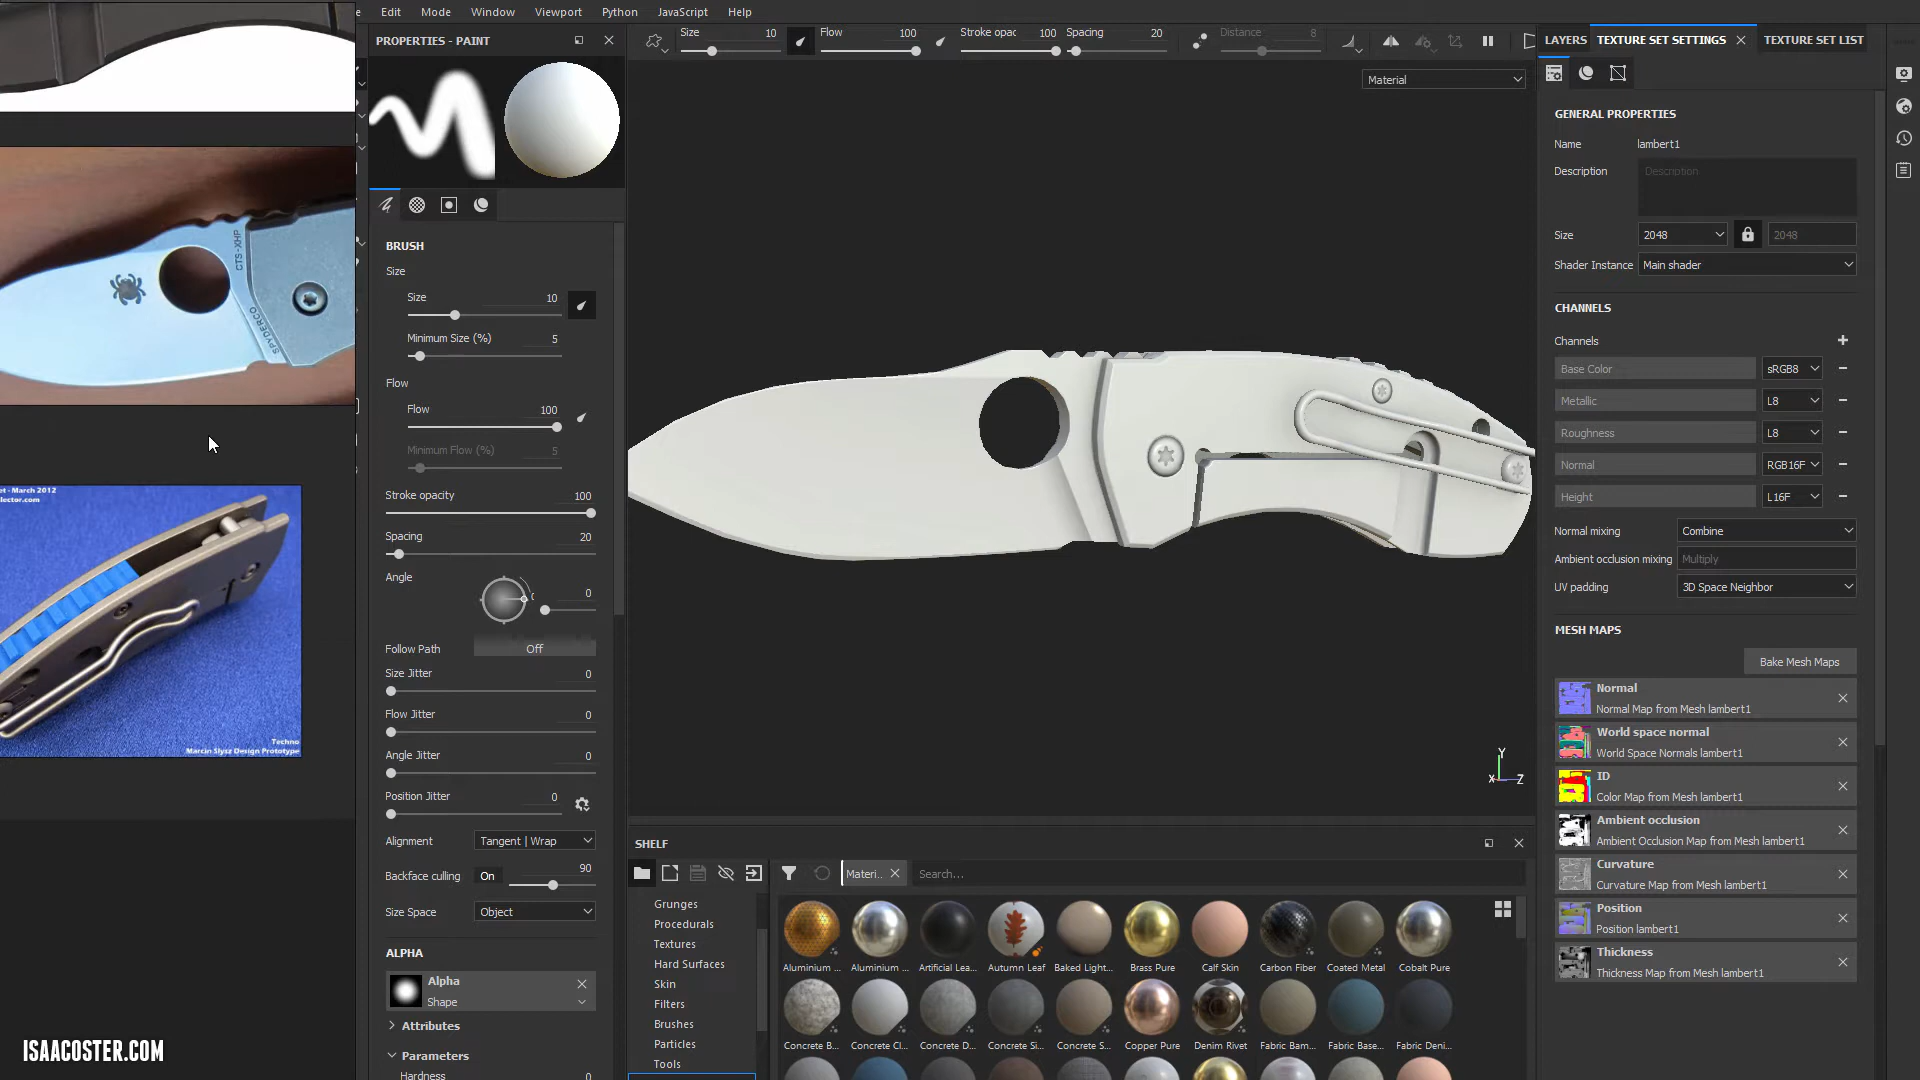 Edit Mode Window Viewport Python JavaScript Help
PROPERTIES - PAINT
Size 10 Flow 100 Stroke opac 100 Spacing 20 Distance 8
Material
LAYERS TEXTURE SET SETTINGS TEXTURE SET LIST
CTS-XHP
SPYDERCO
et - March 2012
llector.com
Techno
Marcin Slysz Design Prototype
ISAACOSTER.COM
BRUSH
Size
Size 10
Minimum Size (%) 5
Flow
Flow 100
Minimum Flow (%) 5
Stroke opacity 100
Spacing 20
Angle 0
Follow Path Off
Size Jitter 0
Flow Jitter 0
Angle Jitter 0
Position Jitter 0
Alignment Tangent | Wrap
Backface culling On 90
Size Space Object
ALPHA
Alpha
Shape
Attributes
Parameters
Hardness 0
Y
X Z
SHELF
Materi.. Search...
Grunges
Procedurals
Textures
Hard Surfaces
Skin
Filters
Brushes
Particles
Tools
Aluminium ... Aluminium ... Artificial Lea... Autumn Leaf Baked Light... Brass Pure Calf Skin Carbon Fiber Coated Metal Cobalt Pure
Concrete B... Concrete Cl... Concrete D... Concrete Si... Concrete S... Copper Pure Denim Rivet Fabric Bam... Fabric Base... Fabric Deni...
GENERAL PROPERTIES
Name lambert1
Description Description
Size 2048 2048
Shader Instance Main shader
CHANNELS
Channels
Base Color sRGB8
Metallic L8
Roughness L8
Normal RGB16F
Height L16F
Normal mixing Combine
Ambient occlusion mixing Multiply
UV padding 3D Space Neighbor
MESH MAPS
Bake Mesh Maps
Normal
Normal Map from Mesh lambert1
World space normal
World Space Normals lambert1
ID
Color Map from Mesh lambert1
Ambient occlusion
Ambient Occlusion Map from Mesh lambert1
Curvature
Curvature Map from Mesh lambert1
Position
Position lambert1
Thickness
Thickness Map from Mesh lambert1